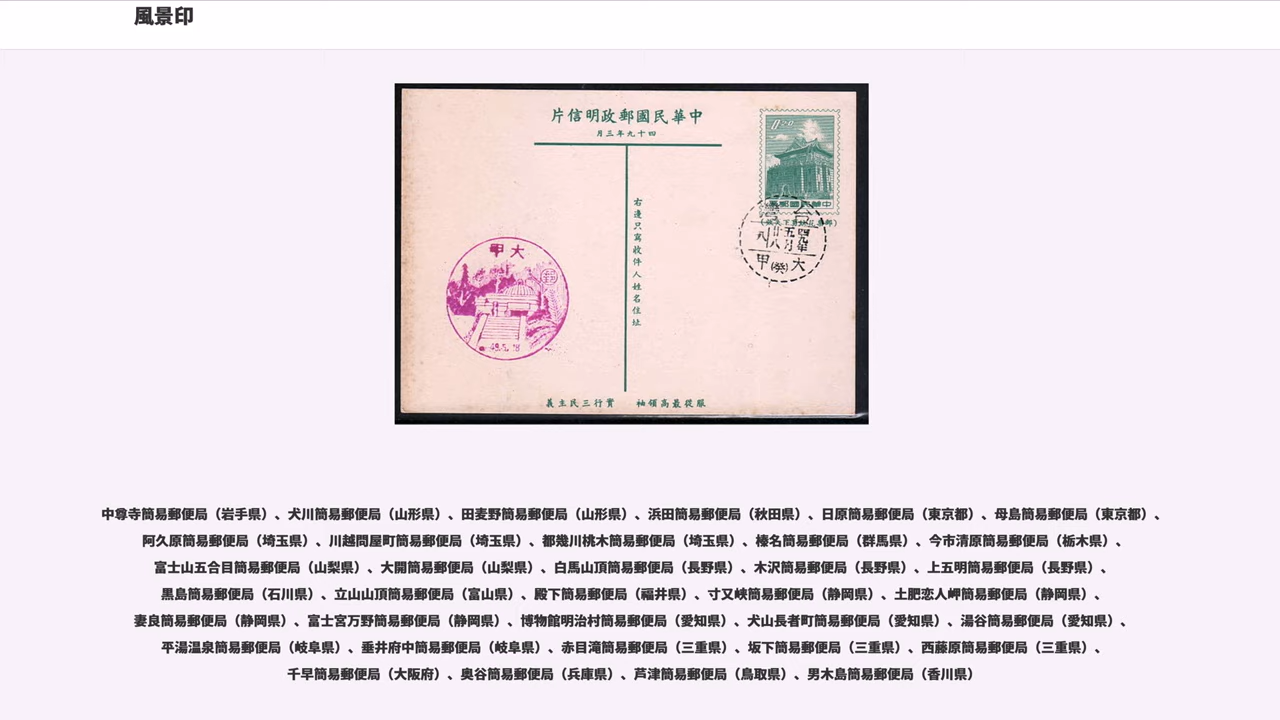 風景印
中華民國郵政明信片
四十九年三月
0.20
中華民國郵票
右邊只寫收件人姓名住址
大甲
四九年
五月
廿八
大(癸)甲
服從最高領袖　實行三民主義
中尊寺簡易郵便局（岩手県）、犬川簡易郵便局（山形県）、田麦野簡易郵便局（山形県）、浜田簡易郵便局（秋田県）、日原簡易郵便局（東京都）、母島簡易郵便局（東京都）、
阿久原簡易郵便局（埼玉県）、川越問屋町簡易郵便局（埼玉県）、都幾川桃木簡易郵便局（埼玉県）、榛名簡易郵便局（群馬県）、今市清原簡易郵便局（栃木県）、
富士山五合目簡易郵便局（山梨県）、大開簡易郵便局（山梨県）、白馬山頂簡易郵便局（長野県）、木沢簡易郵便局（長野県）、上五明簡易郵便局（長野県）、
黒島簡易郵便局（石川県）、立山山頂簡易郵便局（富山県）、殿下簡易郵便局（福井県）、寸又峡簡易郵便局（静岡県）、土肥恋人岬簡易郵便局（静岡県）、
妻良簡易郵便局（静岡県）、富士宮万野簡易郵便局（静岡県）、博物館明治村簡易郵便局（愛知県）、犬山長者町簡易郵便局（愛知県）、湯谷簡易郵便局（愛知県）、
平湯温泉簡易郵便局（岐阜県）、垂井府中簡易郵便局（岐阜県）、赤目滝簡易郵便局（三重県）、坂下簡易郵便局（三重県）、西藤原簡易郵便局（三重県）、
千早簡易郵便局（大阪府）、奥谷簡易郵便局（兵庫県）、芦津簡易郵便局（鳥取県）、男木島簡易郵便局（香川県）